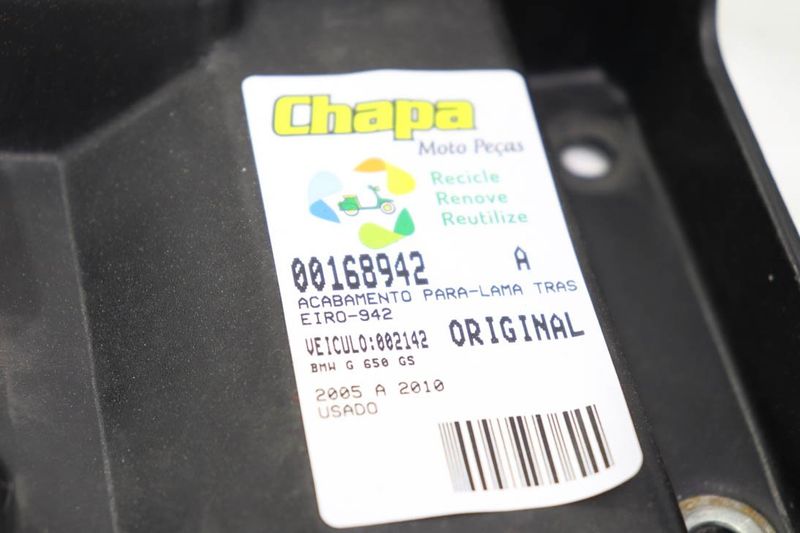 Chapa
Moto Peças
Recicle
Renove
Reutilize
00168942 A
ACABAMENTO PARA-LAMA TRAS
EIRO-942
VEICULO:002142 ORIGINAL
BMW G 650 GS
2005 A 2010
USADO